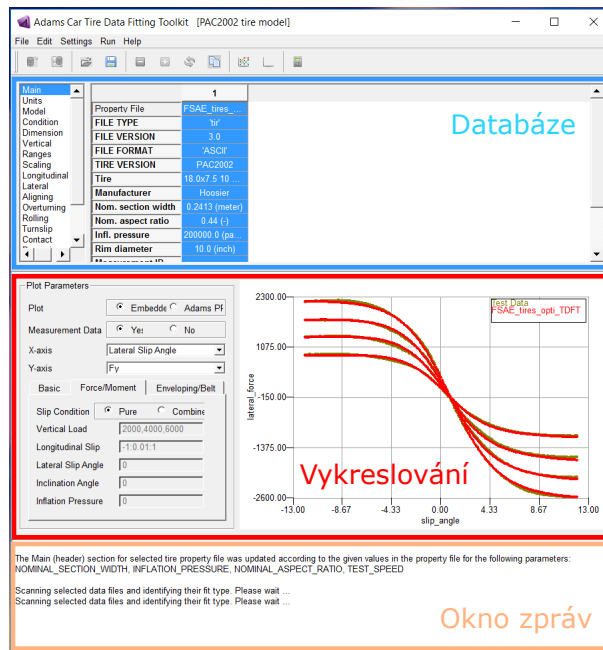 Adams Car Tire Data Fitting Toolkit [PAC2002 tire model]
File Edit Settings Run Help
Main
Units
Model
Condition
Dimension
Vertical
Ranges
Scaling
Longitudinal
Lateral
Aligning
Overturning
Rolling
Turnslip
Contact
1
Property File FSAE_tires_...
FILE TYPE 'tir'
FILE VERSION 3.0
FILE FORMAT 'ASCII'
TIRE VERSION PAC2002
Tire 18.0x7.5 10 ...
Manufacturer Hoosier
Nom. section width 0.2413 (meter)
Nom. aspect ratio 0.44 (-)
Infl. pressure 200000.0 (pa...
Rim diameter 10.0 (inch)
Databáze
Plot Parameters
Plot Embedde Adams Pl
Measurement Data Yes No
X-axis Lateral Slip Angle
Y-axis Fy
Basic Force/Moment Enveloping/Belt
Slip Condition Pure Combine
Vertical Load 2000,4000,6000
Longitudinal Slip -1:0.01:1
Lateral Slip Angle 0
Inclination Angle 0
Inflation Pressure 0
2300.00
1075.00
-150.00
-1375.00
-2600.00
lateral_force
Test Data
FSAE_tires_opti_TDFT
Vykreslování
-13.00 -8.67 -4.33 0.00 4.33 8.67 13.00
slip_angle
The Main (header) section for selected tire property file was updated according to the given values in the property file for the following parameters:
NOMINAL_SECTION_WIDTH, INFLATION_PRESSURE, NOMINAL_ASPECT_RATIO, TEST_SPEED
Scanning selected data files and identifying their fit type. Please wait ...
Scanning selected data files and identifying their fit type. Please wait ...
Okno zpráv